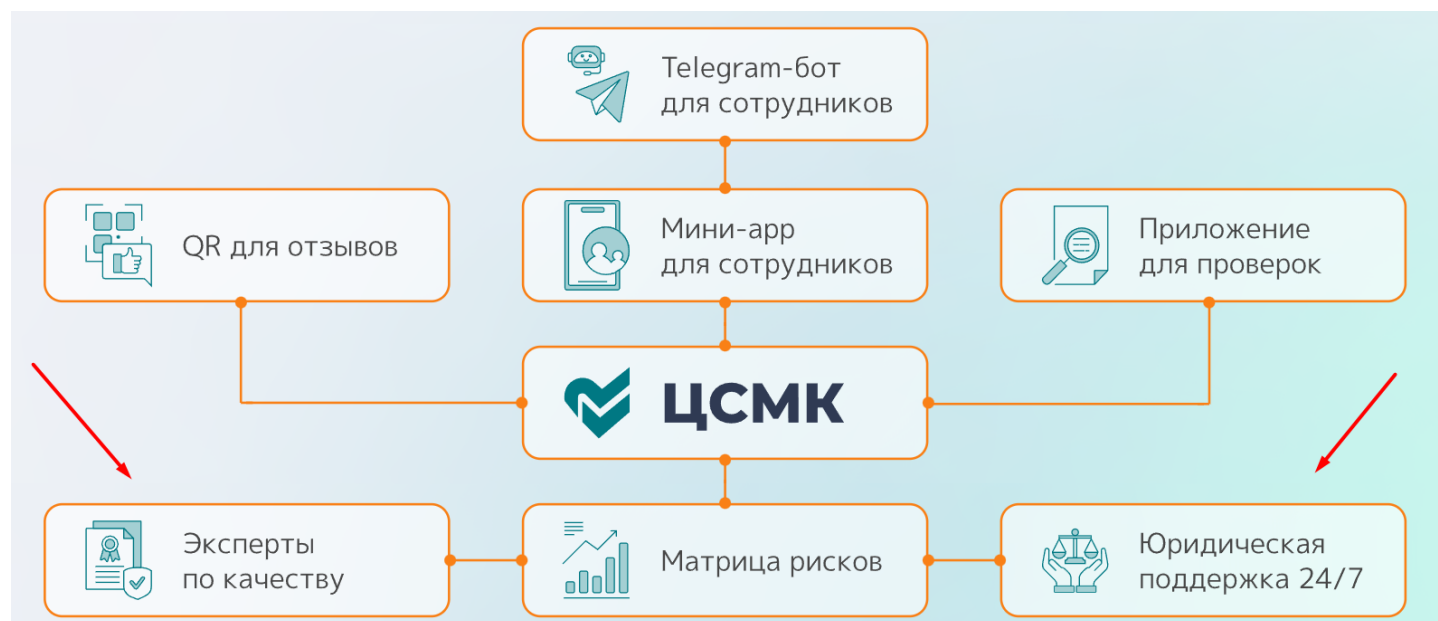 Telegram-бот
для сотрудников
QR для отзывов
Мини-app
для сотрудников
Приложение
для проверок
ЦСМК
Эксперты
по качеству
Матрица рисков
Юридическая
поддержка 24/7